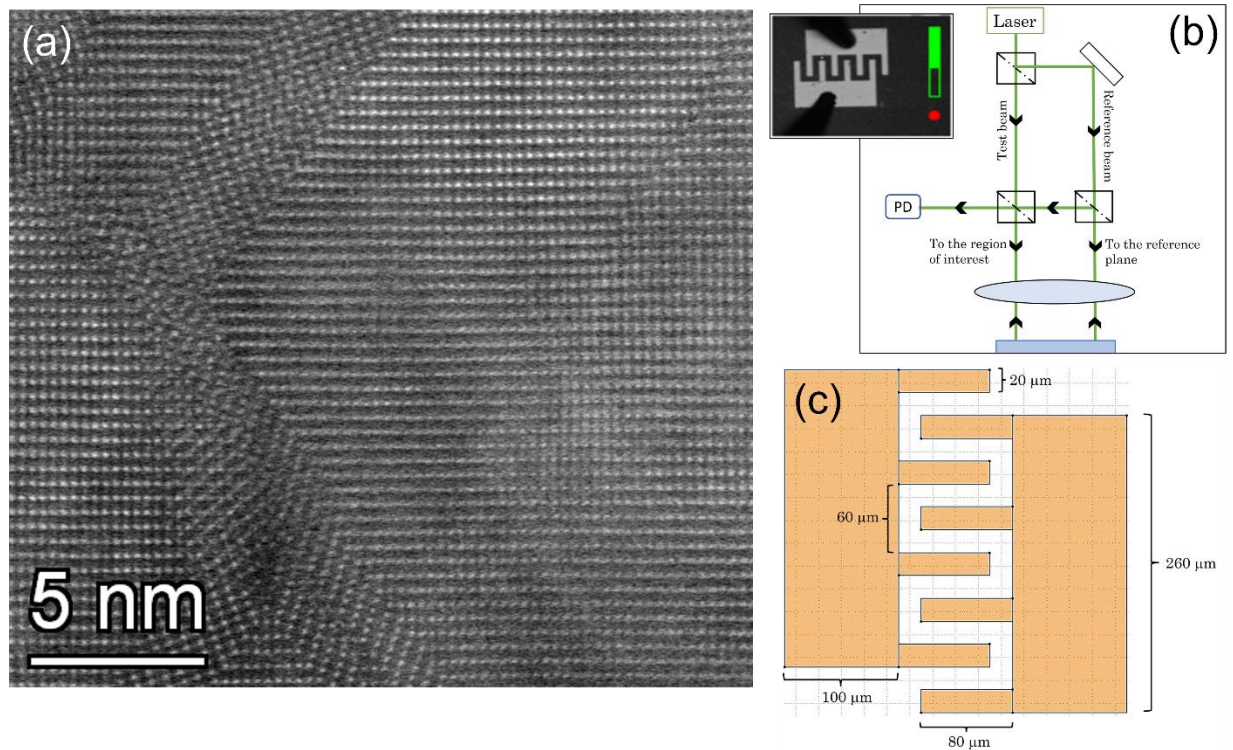 (a)
5 nm
(b)
Laser
Test beam
Reference beam
PD
To the region
of interest
To the reference
plane
(c)
20 μm
60 μm
260 μm
100 μm
80 μm